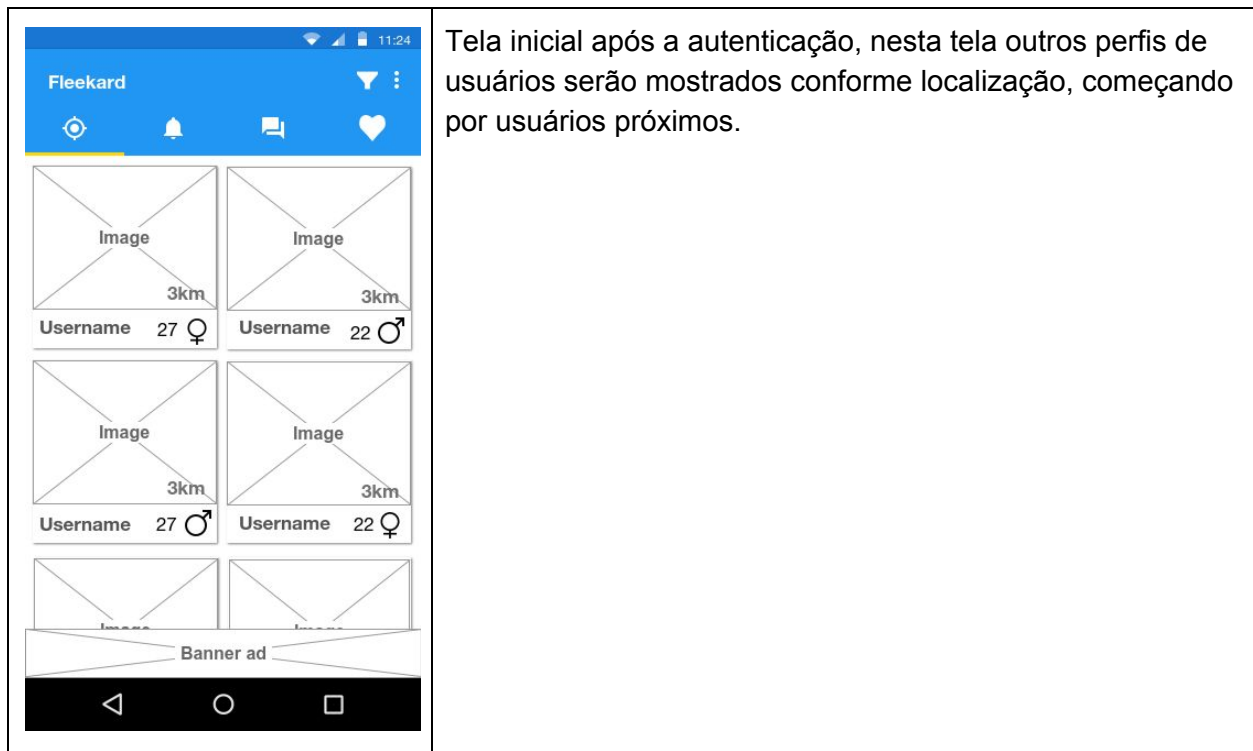 11:24
Fleekard
Image
Image
3km
3km
Username 27
Username 22
Image
Image
3km
3km
Username 27
Username 22
Banner ad
Tela inicial após a autenticação, nesta tela outros perfis de
usuários serão mostrados conforme localização, começando
por usuários próximos.